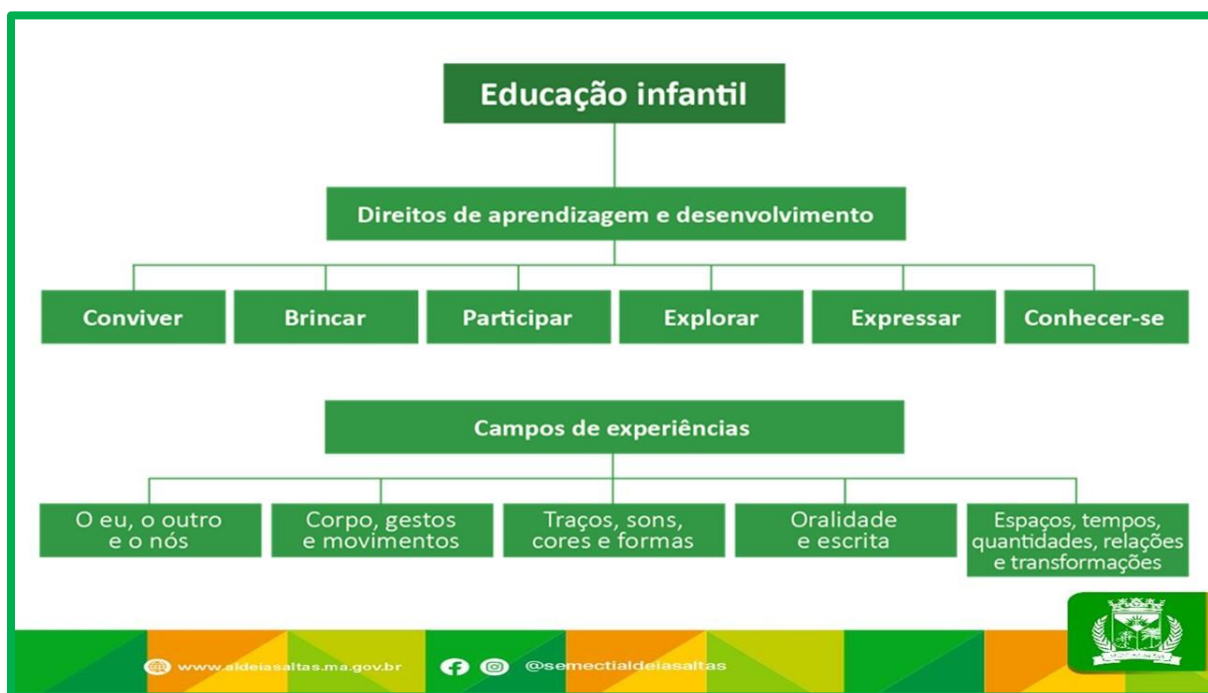 Educação infantil
Direitos de aprendizagem e desenvolvimento
Conviver
Brincar
Participar
Explorar
Expressar
Conhecer-se
Campos de experiências
O eu, o outro
e o nós
Corpo, gestos
e movimentos
Traços, sons,
cores e formas
Oralidade
e escrita
Espaços, tempos,
quantidades, relações
e transformações
www.aldeiasaltas.ma.gov.br
@semectialdeiasaltas